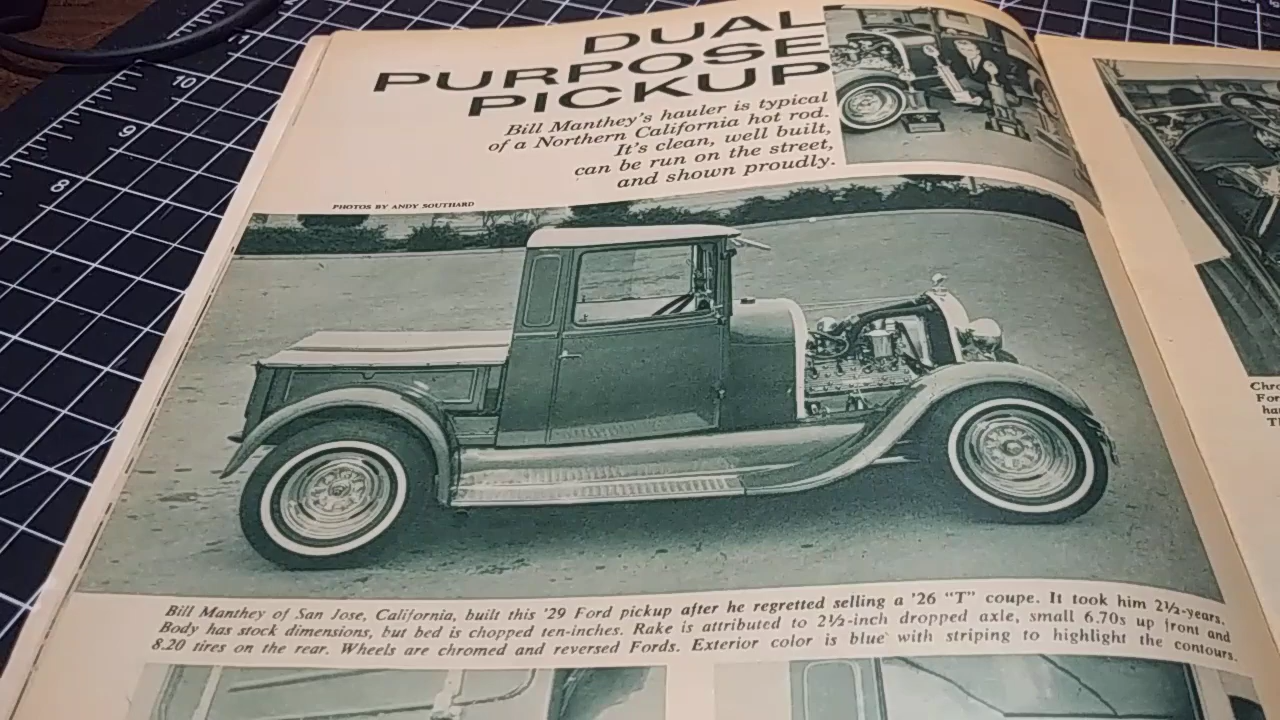 DUAL
PURPOSE
PICKUP
Bill Manthey's hauler is typical
of a Northern California hot rod.
It's clean, well built,
can be run on the street,
and shown proudly.
PHOTOS BY ANDY SOUTHARD
Bill Manthey of San Jose, California, built this '29 Ford pickup after he regretted selling a '26 "T" coupe. It took him 2½-years.
Body has stock dimensions, but bed is chopped ten-inches. Rake is attributed to 2½-inch dropped axle, small 6.70s up front and
8.20 tires on the rear. Wheels are chromed and reversed Fords. Exterior color is blue with striping to highlight the contours.
10
9
8